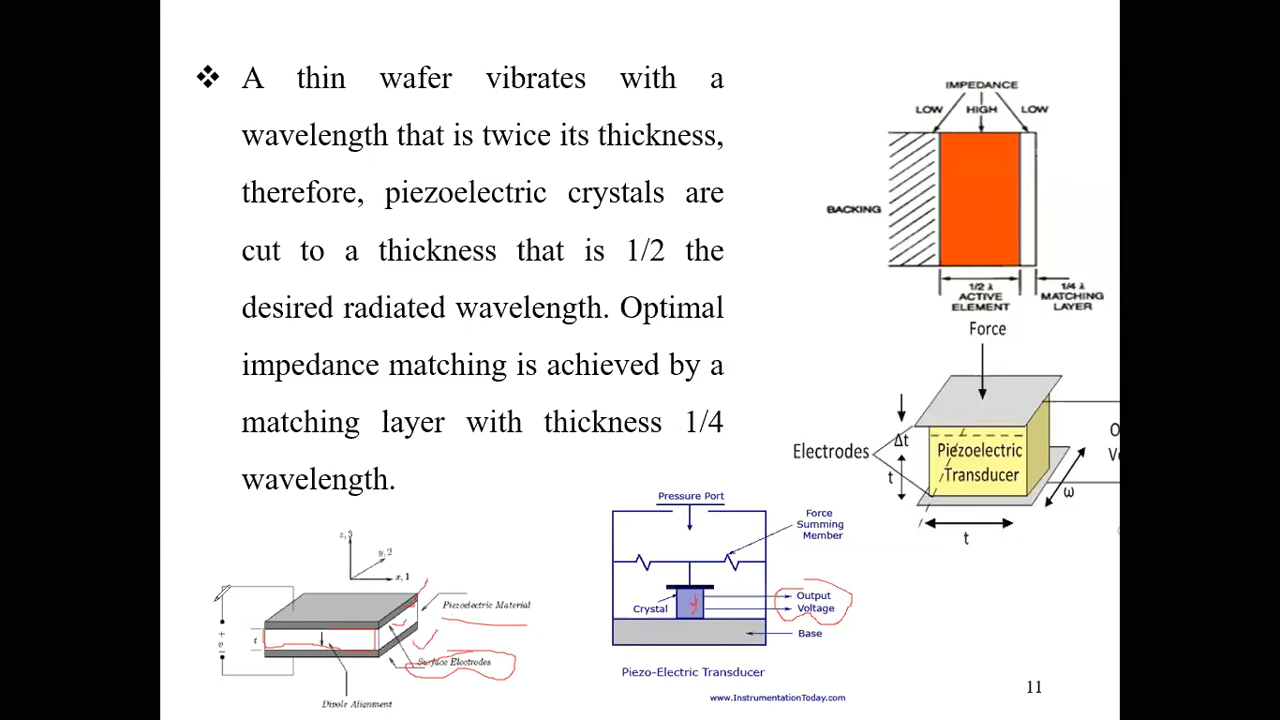 ❖ A thin wafer vibrates with a
wavelength that is twice its thickness,
therefore, piezoelectric crystals are
cut to a thickness that is 1/2 the
desired radiated wavelength. Optimal
impedance matching is achieved by a
matching layer with thickness 1/4
wavelength.
IMPEDANCE
LOW HIGH LOW
BACKING
1/2 λ
ACTIVE
ELEMENT
1/4 λ
MATCHING
LAYER
Force
Electrodes
Δt
t
Piezoelectric
Transducer
ω
t
O
V
z,3
y,2
x,1
Piezoelectric Material
+
v
-
t
Surface Electrodes
Dipole Alignment
Pressure Port
Force
Summing
Member
Crystal
Output
Voltage
Base
Piezo-Electric Transducer
www.InstrumentationToday.com
11